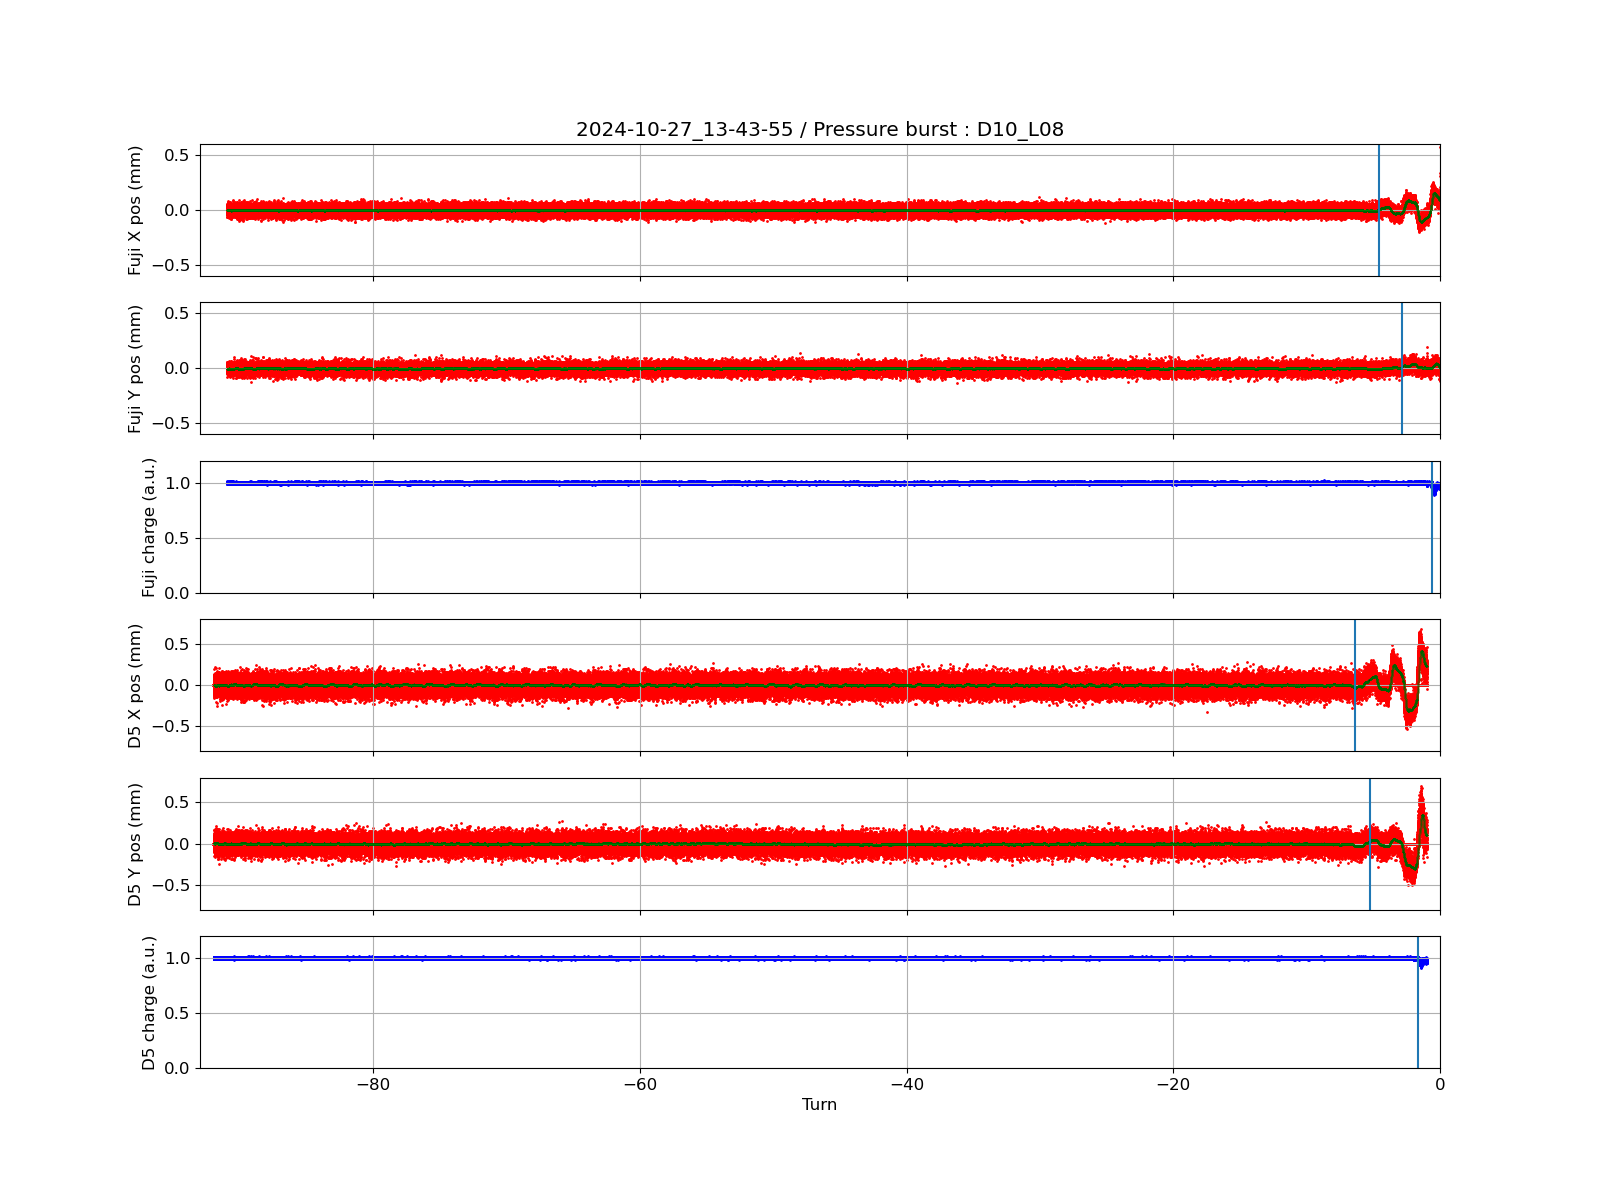 2024-10-27_13-43-55 / Pressure burst : D10_L08
Fuji X pos (mm)
0.5
0.0
−0.5
Fuji Y pos (mm)
0.5
0.0
−0.5
Fuji charge (a.u.)
1.0
0.5
0.0
D5 X pos (mm)
0.5
0.0
−0.5
D5 Y pos (mm)
0.5
0.0
−0.5
D5 charge (a.u.)
1.0
0.5
0.0
−80 −60 −40 −20 0
Turn